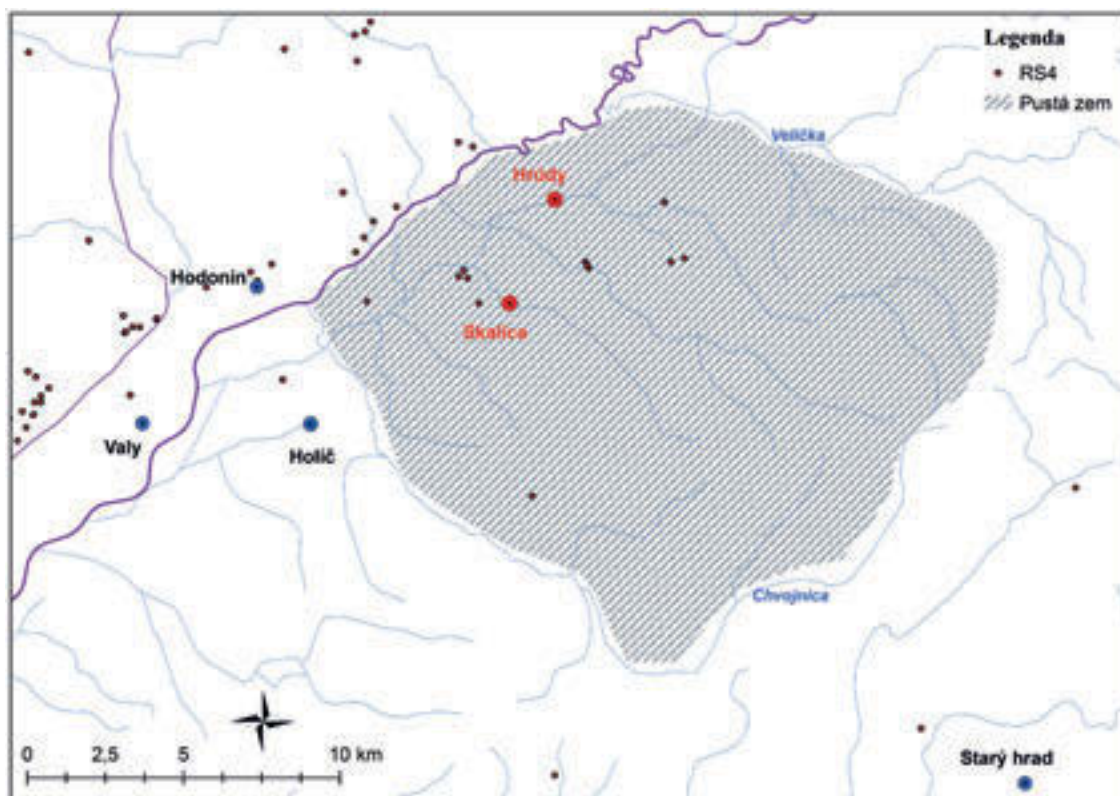 Legenda
RS4
Pustá zem
Velička
Hrúdy
Hodonín
Skalica
Valy
Holíč
Chvojnica
Starý hrad
0 2,5 5 10 km